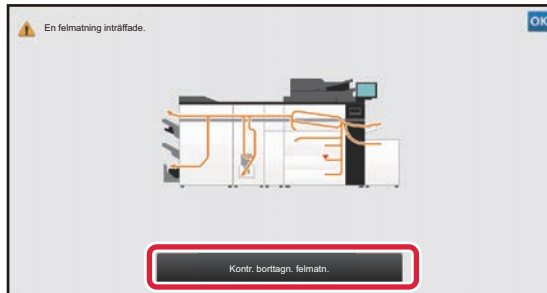 En felmatning inträffade.
OK
Kontr. borttagn. felmatn.